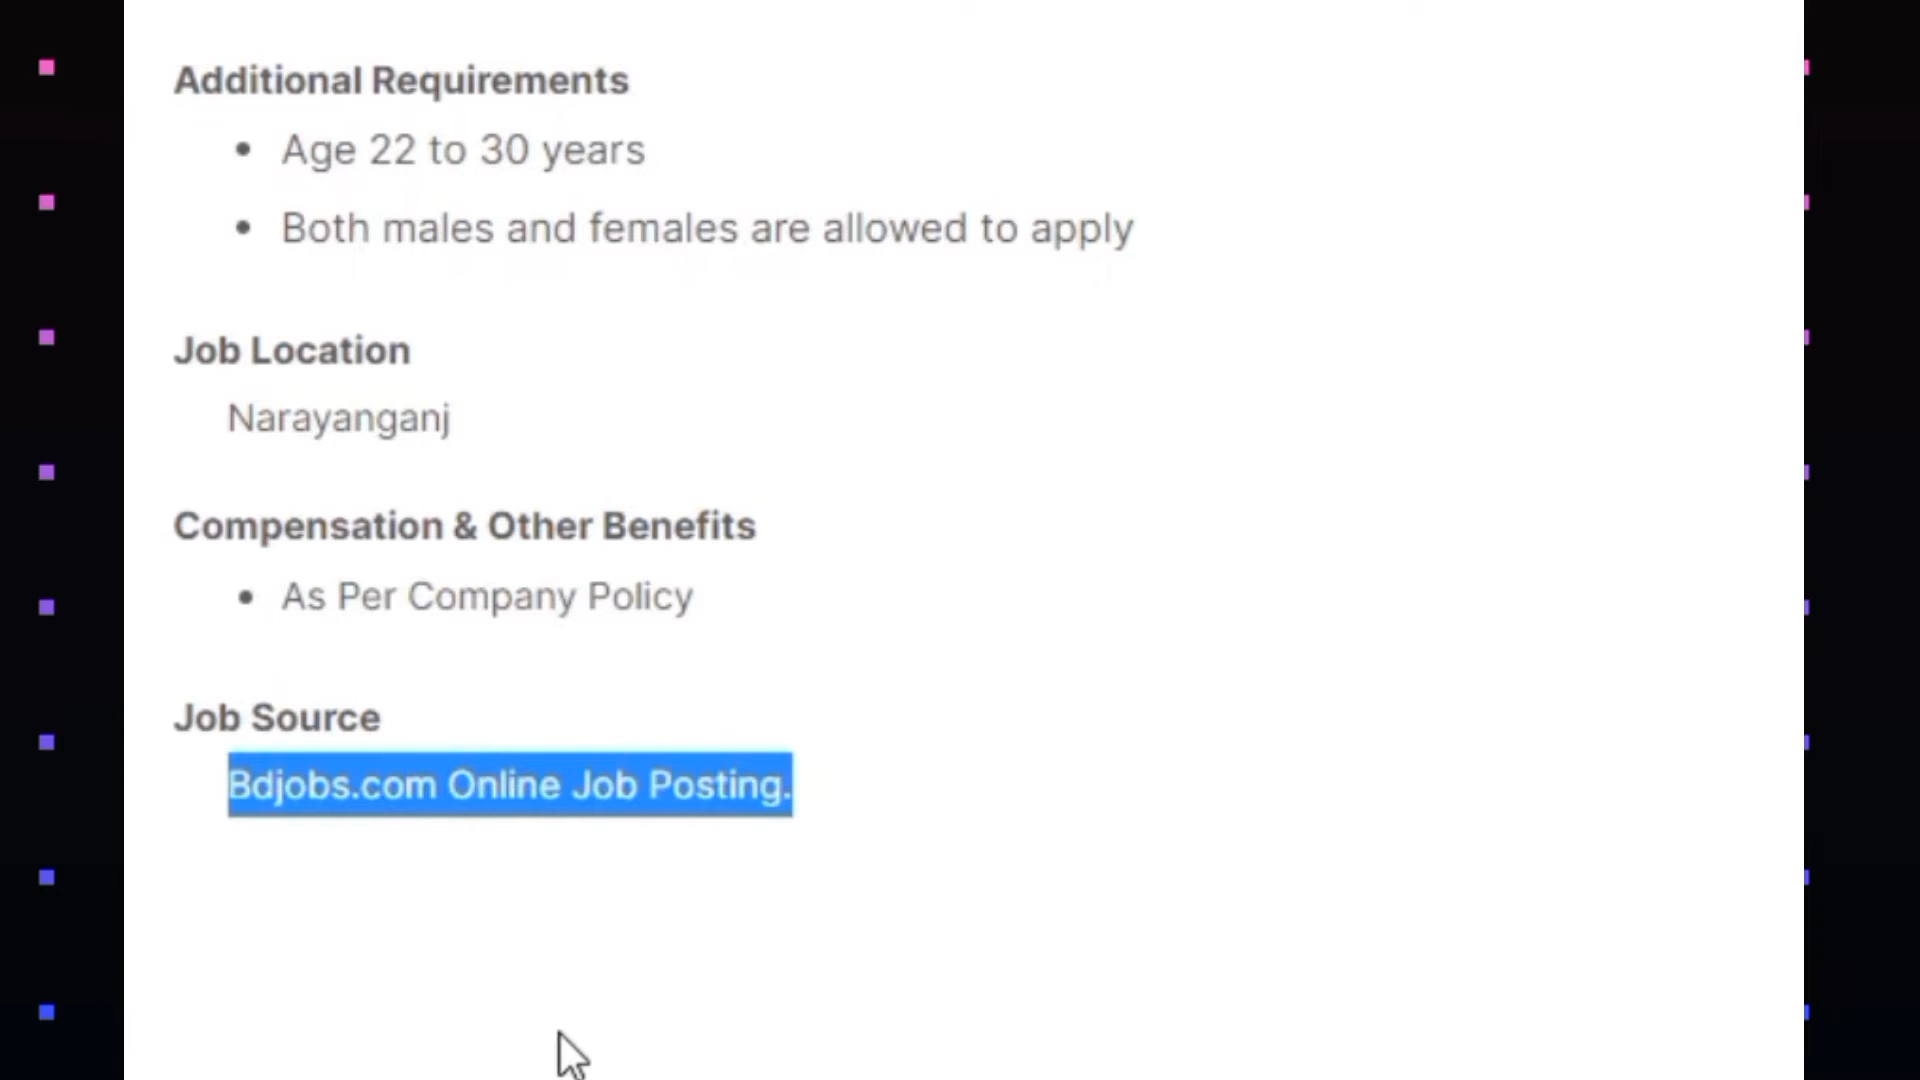 Additional Requirements
• Age 22 to 30 years
• Both males and females are allowed to apply
Job Location
Narayanganj
Compensation & Other Benefits
• As Per Company Policy
Job Source
Bdjobs.com Online Job Posting.